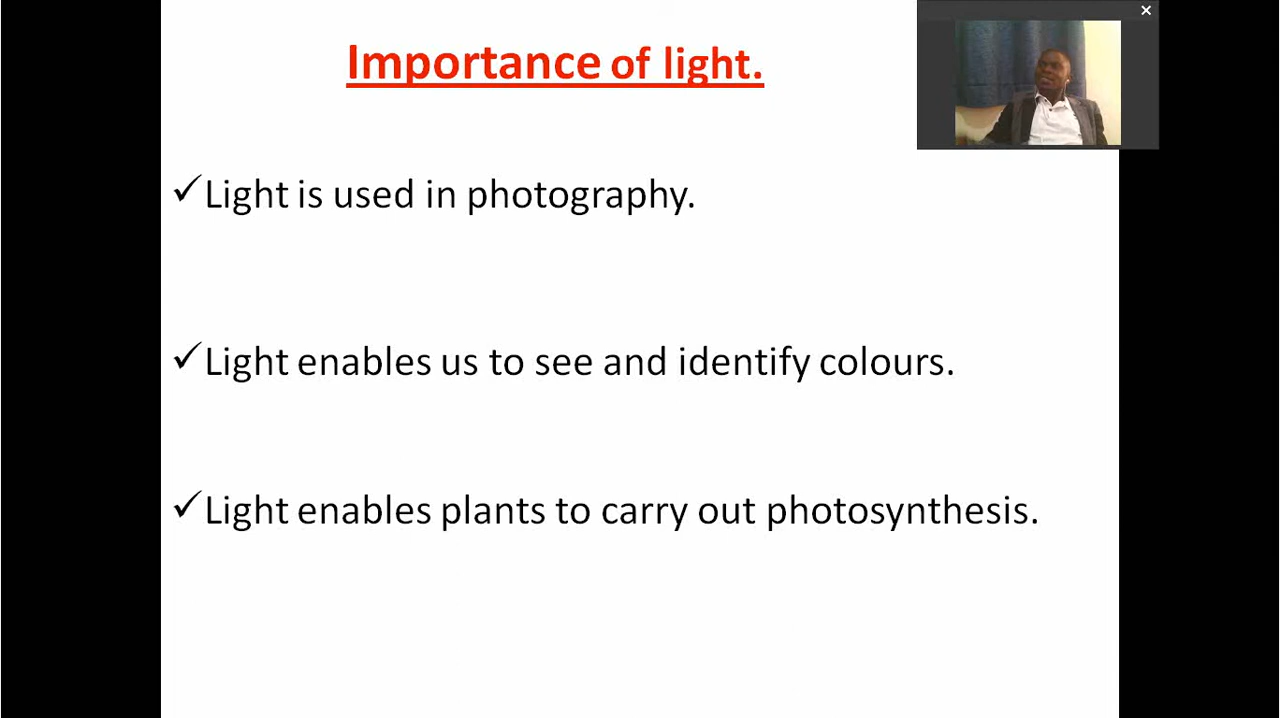 Importance of light.
✓Light is used in photography.
✓Light enables us to see and identify colours.
✓Light enables plants to carry out photosynthesis.